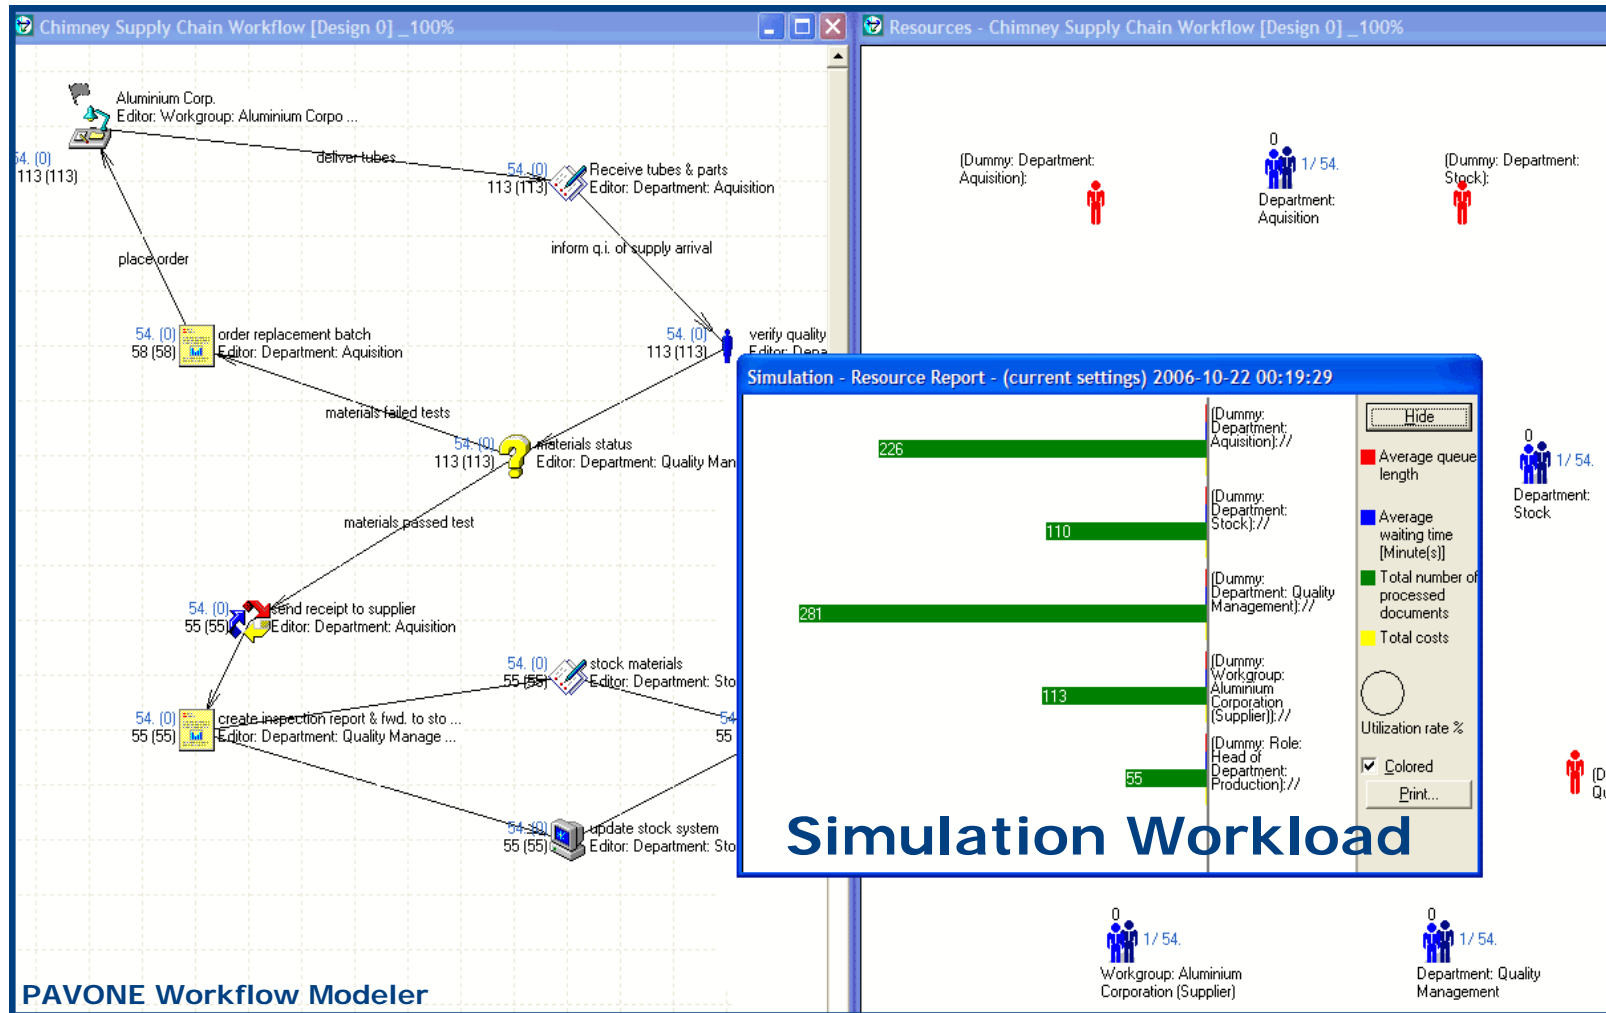 Chimney Supply Chain Workflow [Design 0] _100%
Aluminium Corp.
Editor: Workgroup: Aluminium Corpo ...
54. (0)
113 (113)
deliver tubes
54. (0)
113 (113)
Receive tubes & parts
Editor: Department: Aquisition
inform q.i. of supply arrival
place order
54. (0)
58 (58)
order replacement batch
Editor: Department: Aquisition
54. (0)
113 (113)
verify quality
Editor: Depa
materials failed tests
54. (0)
113 (113)
materials status
Editor: Department: Quality Man
materials passed test
54. (0)
55 (55)
send receipt to supplier
Editor: Department: Aquisition
54. (0)
55 (55)
stock materials
Editor: Department: Sto
54. (0)
55 (55)
create inspection report & fwd. to sto ...
Editor: Department: Quality Manage ...
54
55
54. (0)
55 (55)
update stock system
Editor: Department: Sto
PAVONE Workflow Modeler
Resources - Chimney Supply Chain Workflow [Design 0] _100%
(Dummy: Department:
Aquisition):
0
1/ 54.
Department:
Aquisition
(Dummy: Department:
Stock):
0
1/ 54.
Department:
Stock
(D
Qu
Simulation - Resource Report - (current settings) 2006-10-22 00:19:29
226
(Dummy:
Department:
Aquisition)://
110
(Dummy:
Department:
Stock)://
281
(Dummy:
Department: Quality
Management)://
113
(Dummy:
Workgroup:
Aluminium
Corporation
(Supplier))://
55
(Dummy: Role:
Head of
Department:
Production)://
Hide
Average queue
length
Average
waiting time
[Minute(s)]
Total number of
processed
documents
Total costs
Utilization rate %
Colored
Print...
Simulation Workload
0
1/ 54.
Workgroup: Aluminium
Corporation (Supplier)
0
1/ 54.
Department: Quality
Management